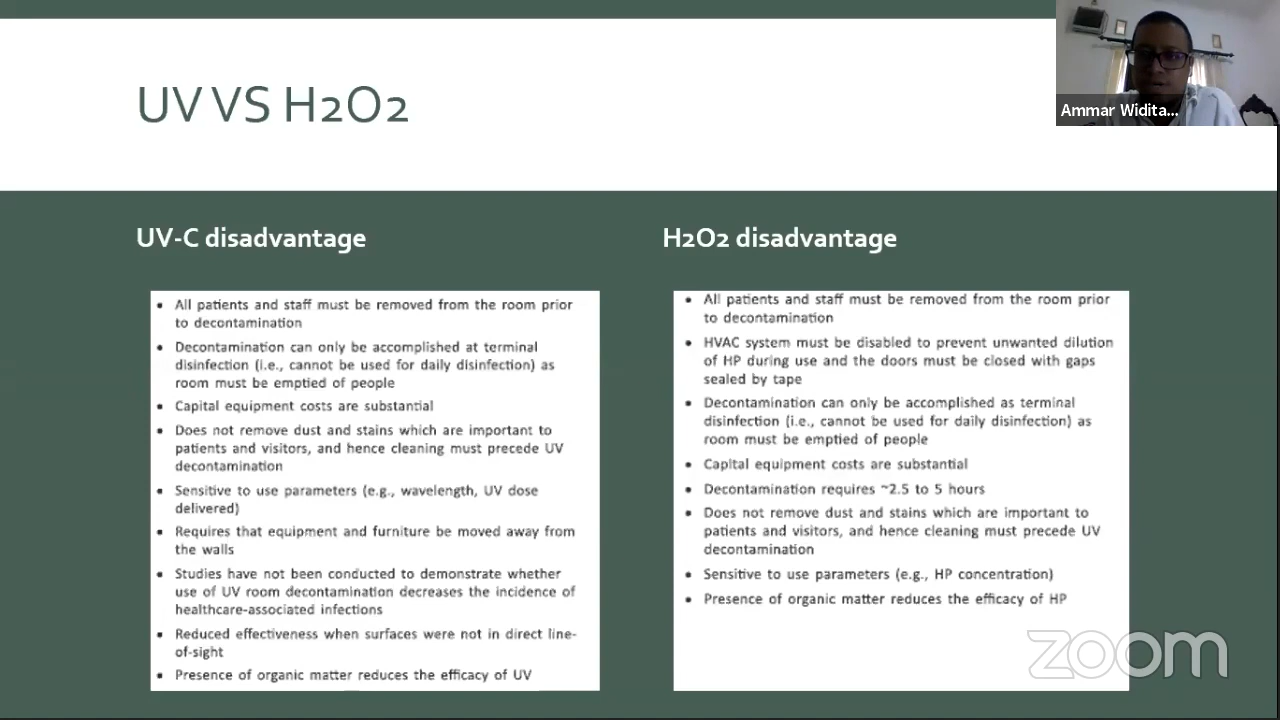 UV VS H2O2
Ammar Widita...
UV-C disadvantage
• All patients and staff must be removed from the room prior
to decontamination
• Decontamination can only be accomplished at terminal
disinfection (i.e., cannot be used for daily disinfection) as
room must be emptied of people
• Capital equipment costs are substantial
• Does not remove dust and stains which are important to
patients and visitors, and hence cleaning must precede UV
decontamination
• Sensitive to use parameters (e.g., wavelength, UV dose
delivered)
• Requires that equipment and furniture be moved away from
the walls
• Studies have not been conducted to demonstrate whether
use of UV room decontamination decreases the incidence of
healthcare-associated infections
• Reduced effectiveness when surfaces were not in direct line-
of-sight
• Presence of organic matter reduces the efficacy of UV
H2O2 disadvantage
• All patients and staff must be removed from the room prior
to decontamination
• HVAC system must be disabled to prevent unwanted dilution
of HP during use and the doors must be closed with gaps
sealed by tape
• Decontamination can only be accomplished as terminal
disinfection (i.e., cannot be used for daily disinfection) as
room must be emptied of people
• Capital equipment costs are substantial
• Decontamination requires ~2.5 to 5 hours
• Does not remove dust and stains which are important to
patients and visitors, and hence cleaning must precede UV
decontamination
• Sensitive to use parameters (e.g., HP concentration)
• Presence of organic matter reduces the efficacy of HP
zoom